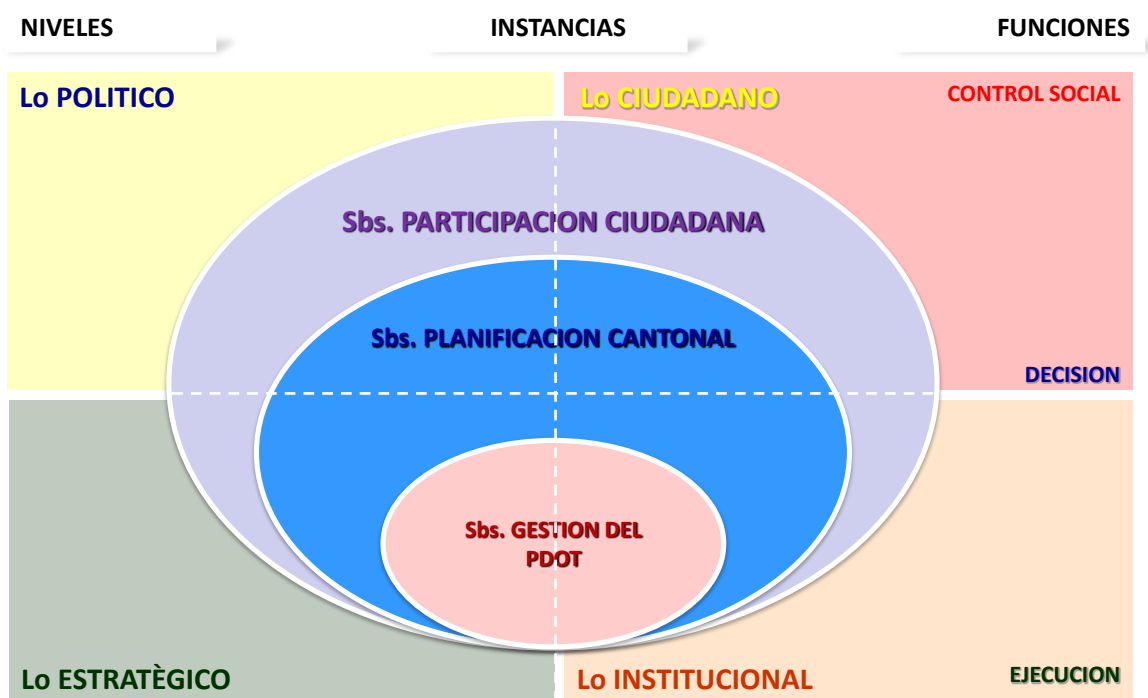 NIVELES
INSTANCIAS
FUNCIONES
Lo POLITICO
Lo CIUDADANO
CONTROL SOCIAL
Sbs. PARTICIPACION CIUDADANA
Sbs. PLANIFICACION CANTONAL
DECISION
Sbs. GESTION DEL
PDOT
Lo ESTRATÈGICO
Lo INSTITUCIONAL
EJECUCION